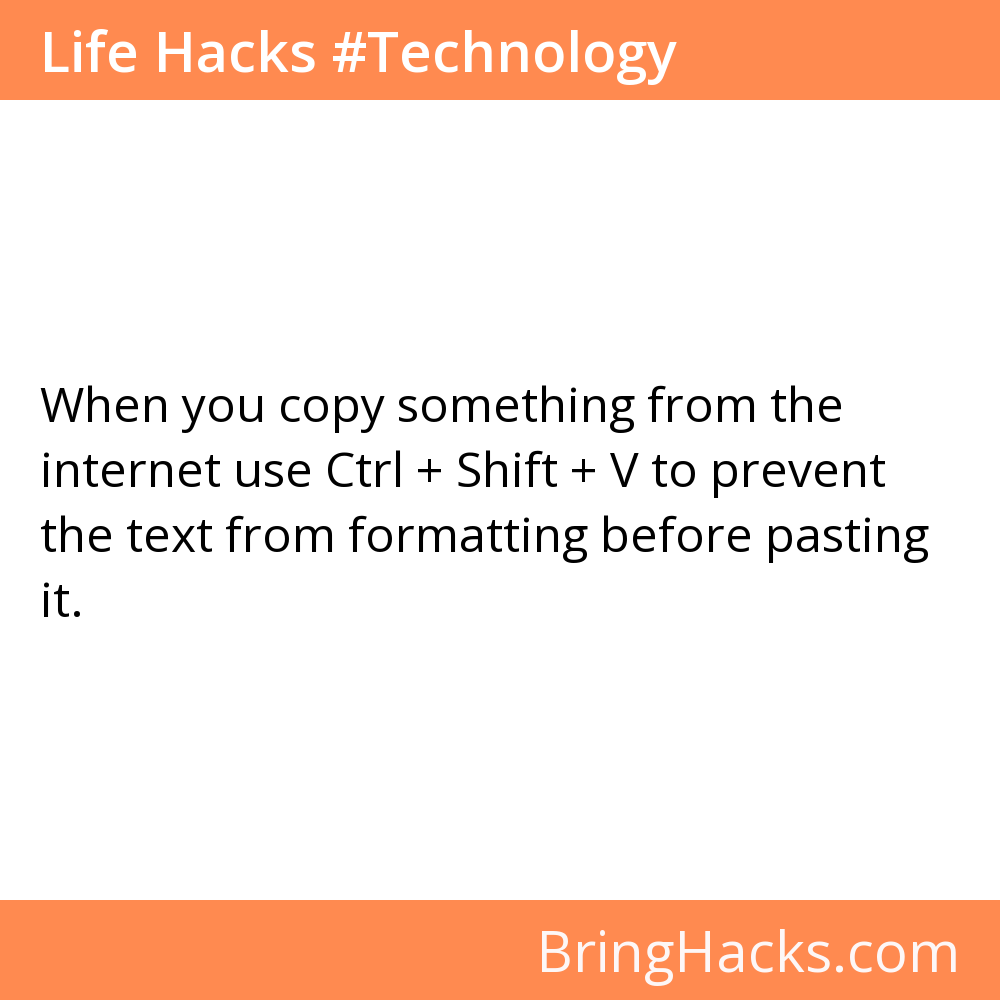 Life Hacks #Technology
When you copy something from the
internet use Ctrl + Shift + V to prevent
the text from formatting before pasting
it.
BringHacks.com